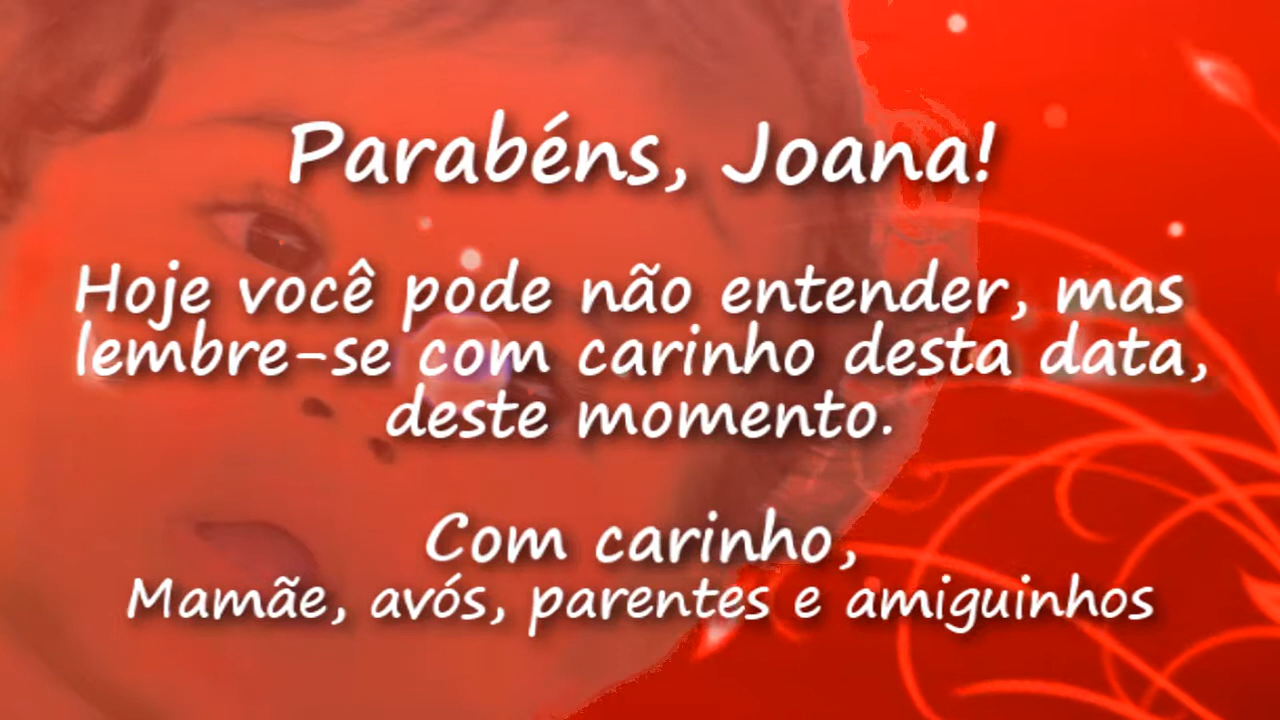 Parabéns, Joana!
Hoje você pode não entender, mas
lembre-se com carinho desta data,
deste momento.
Com carinho,
Mamãe, avós, parentes e amiguinhos